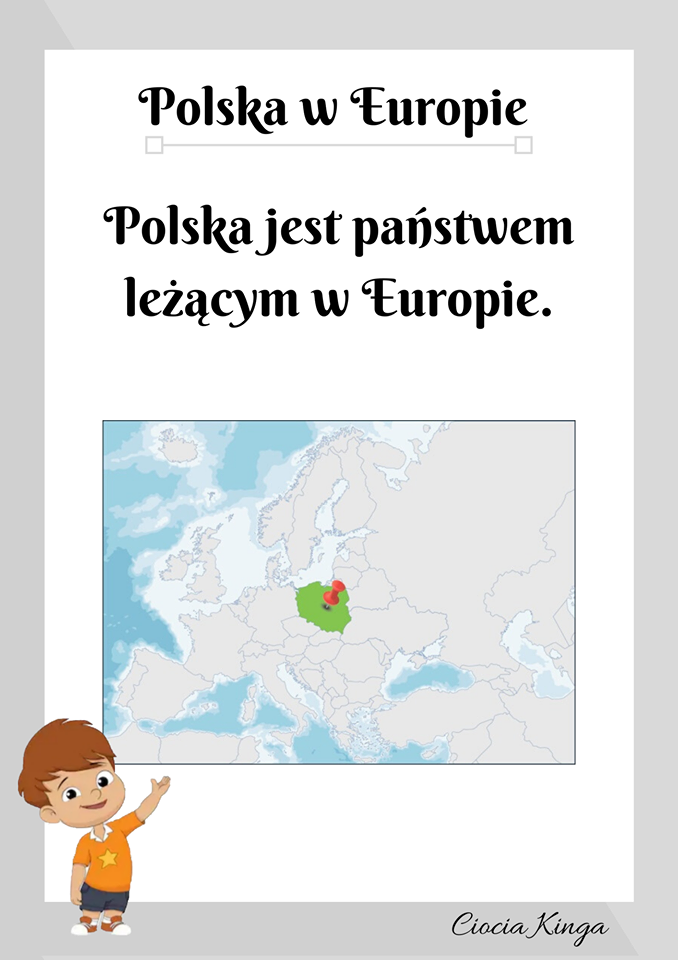 Polska w Europie
Polska jest państwem
leżącym w Europie.
Ciocia Kinga